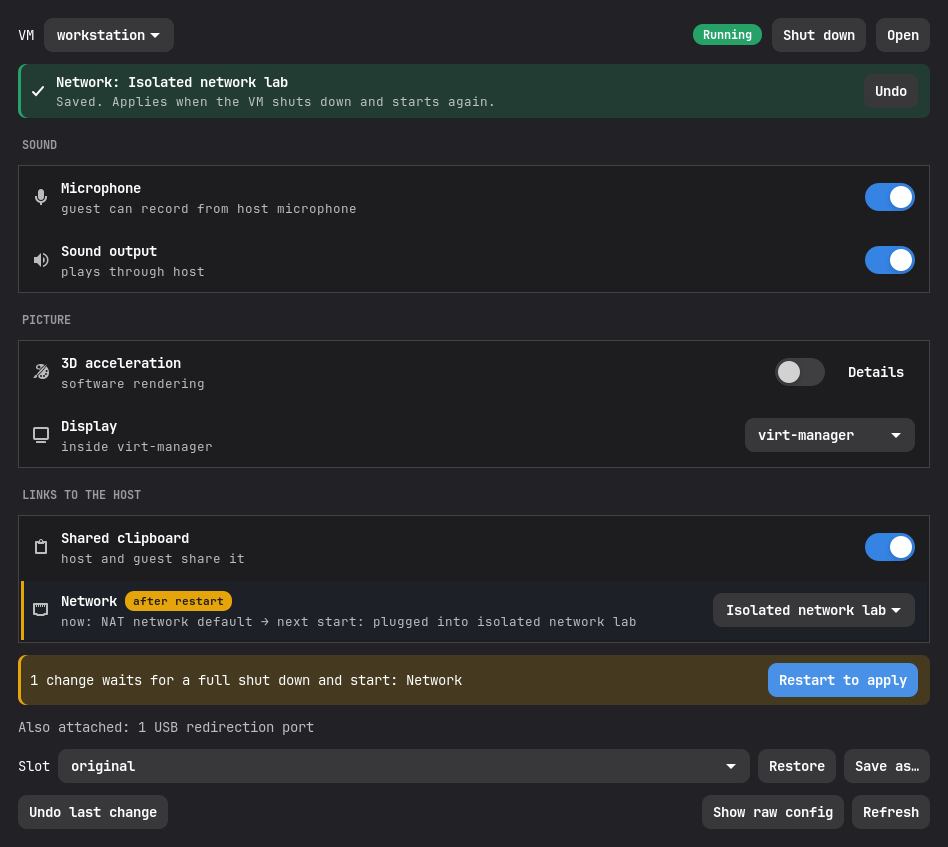 VM workstation Running Shut down Open
Network: Isolated network lab
Saved. Applies when the VM shuts down and starts again.
Undo
SOUND
Microphone
guest can record from host microphone
Sound output
plays through host
PICTURE
3D acceleration
software rendering
Details
Display
inside virt-manager
virt-manager
LINKS TO THE HOST
Shared clipboard
host and guest share it
Network after restart
now: NAT network default → next start: plugged into isolated network lab
Isolated network lab
1 change waits for a full shut down and start: Network
Restart to apply
Also attached: 1 USB redirection port
Slot original Restore Save as…
Undo last change Show raw config Refresh